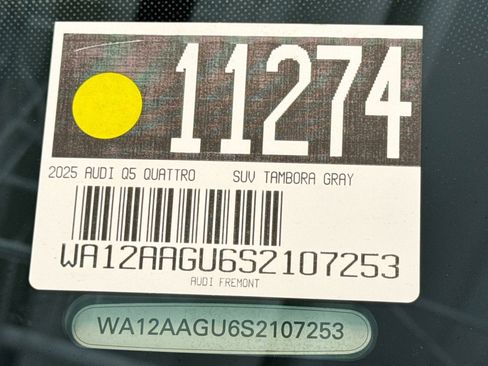 11274
2025 AUDI Q5 QUATTRO SUV TAMBORA GRAY
WA12AAGU6S2107253
AUDI FREMONT
WA12AAGU6S2107253